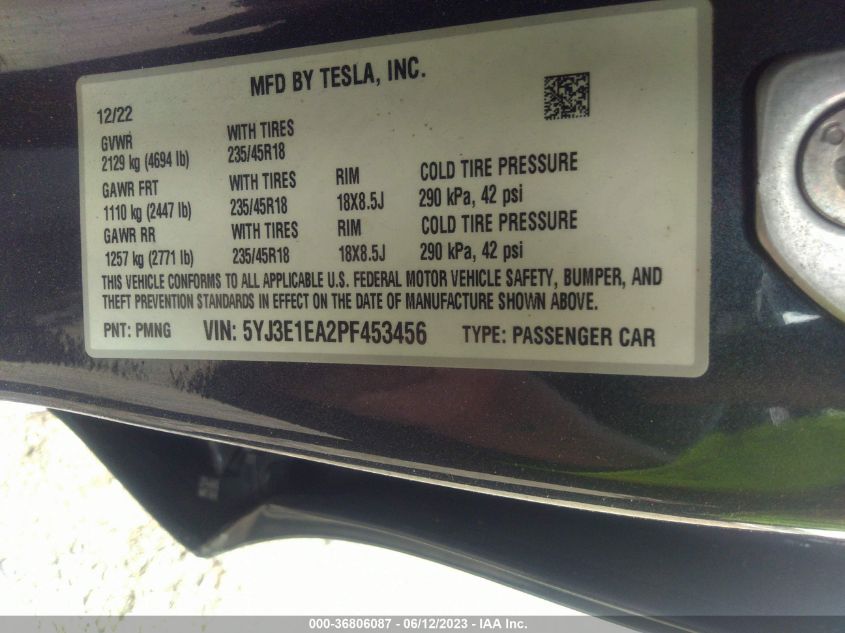 MFD BY TESLA, INC.
12/22
GVWR WITH TIRES
2129 kg (4694 lb) 235/45R18
GAWR FRT WITH TIRES RIM COLD TIRE PRESSURE
1110 kg (2447 lb) 235/45R18 18X8.5J 290 kPa, 42 psi
GAWR RR WITH TIRES RIM COLD TIRE PRESSURE
1257 kg (2771 lb) 235/45R18 18X8.5J 290 kPa, 42 psi
THIS VEHICLE CONFORMS TO ALL APPLICABLE U.S. FEDERAL MOTOR VEHICLE SAFETY, BUMPER, AND
THEFT PREVENTION STANDARDS IN EFFECT ON THE DATE OF MANUFACTURE SHOWN ABOVE.
PNT: PMNG VIN: 5YJ3E1EA2PF453456 TYPE: PASSENGER CAR
000-36806087 - 06/12/2023 - IAA Inc.